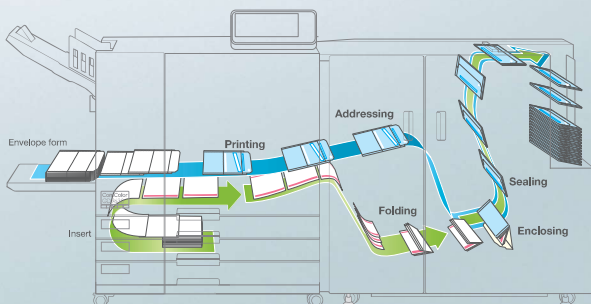 Addressing
Envelope form
Printing
Sealing
Folding
Insert
Enclosing